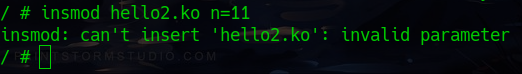 / # insmod hello2.ko n=11
insmod: can't insert 'hello2.ko': invalid parameter
/ #